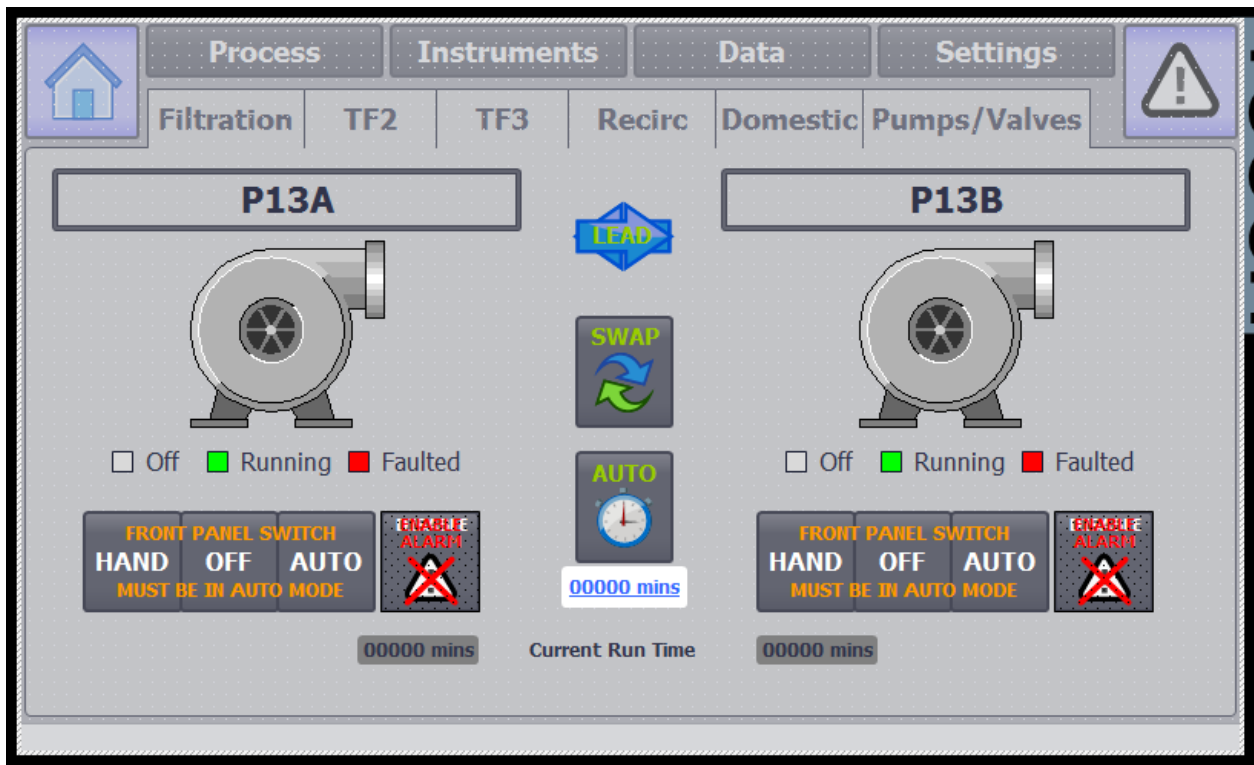 Process Instruments Data Settings
Filtration TF2 TF3 Recirc Domestic Pumps/Valves
P13A
P13B
LEAD
SWAP
Off Running Faulted
Off Running Faulted
AUTO
FRONT PANEL SWITCH
HAND OFF AUTO
MUST BE IN AUTO MODE
ENABLE
ALARM
FRONT PANEL SWITCH
HAND OFF AUTO
MUST BE IN AUTO MODE
ENABLE
ALARM
00000 mins
00000 mins Current Run Time 00000 mins